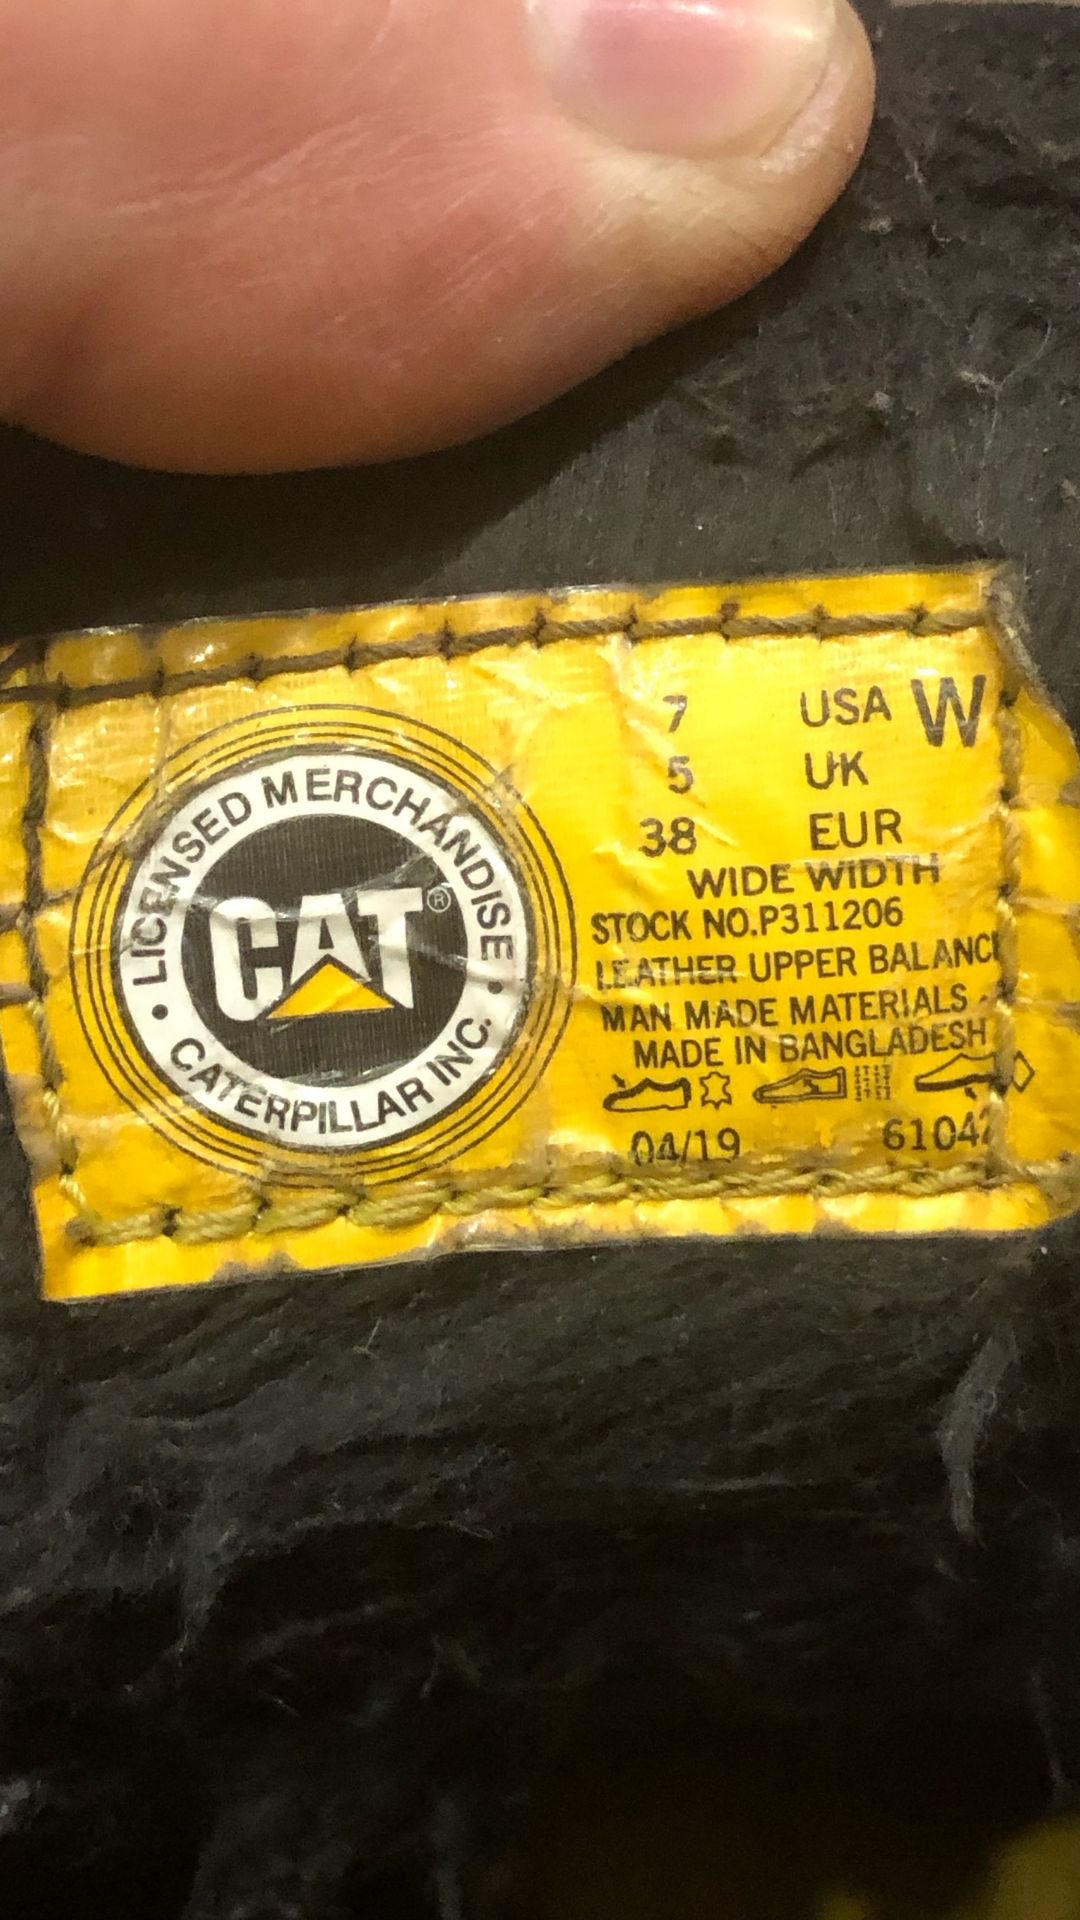 LICENSED MERCHANDISE
CAT®
• CATERPILLAR INC. •
7 USA W
5 UK
38 EUR
WIDE WIDTH
STOCK NO.P311206
LEATHER UPPER BALANC
MAN MADE MATERIALS
MADE IN BANGLADESH
04/19 6104